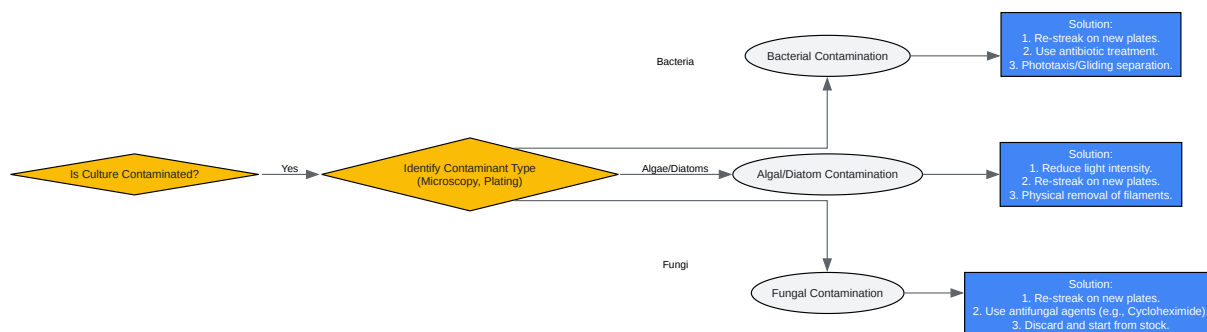 Is Culture Contaminated?
Yes
Identify Contaminant Type
(Microscopy, Plating)
Bacteria
Bacterial Contamination
Solution:
1. Re-streak on new plates.
2. Use antibiotic treatment.
3. Phototaxis/Gliding separation.
Algae/Diatoms
Algal/Diatom Contamination
Solution:
1. Reduce light intensity.
2. Re-streak on new plates.
3. Physical removal of filaments.
Fungi
Fungal Contamination
Solution:
1. Re-streak on new plates.
2. Use antifungal agents (e.g., Cycloheximide).
3. Discard and start from stock.